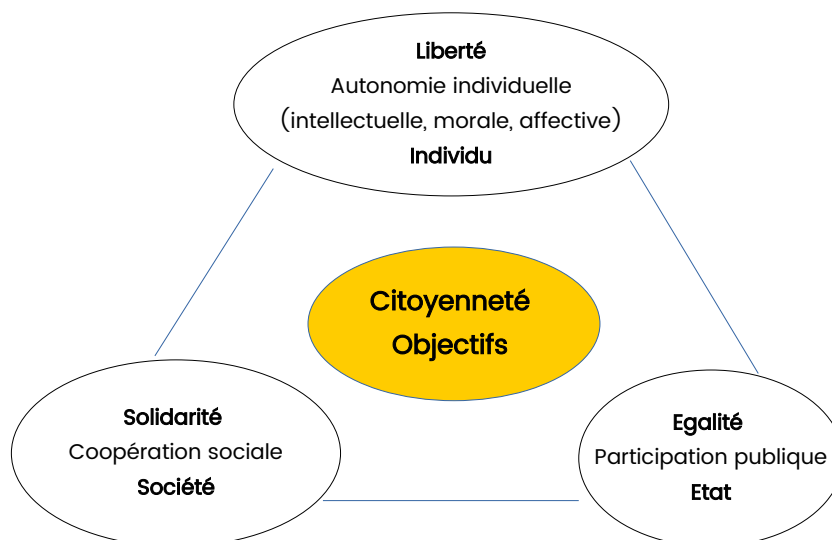 Liberté
Autonomie individuelle
(intellectuelle, morale, affective)
Individu
Citoyenneté
Objectifs
Solidarité
Coopération sociale
Société
Egalité
Participation publique
Etat